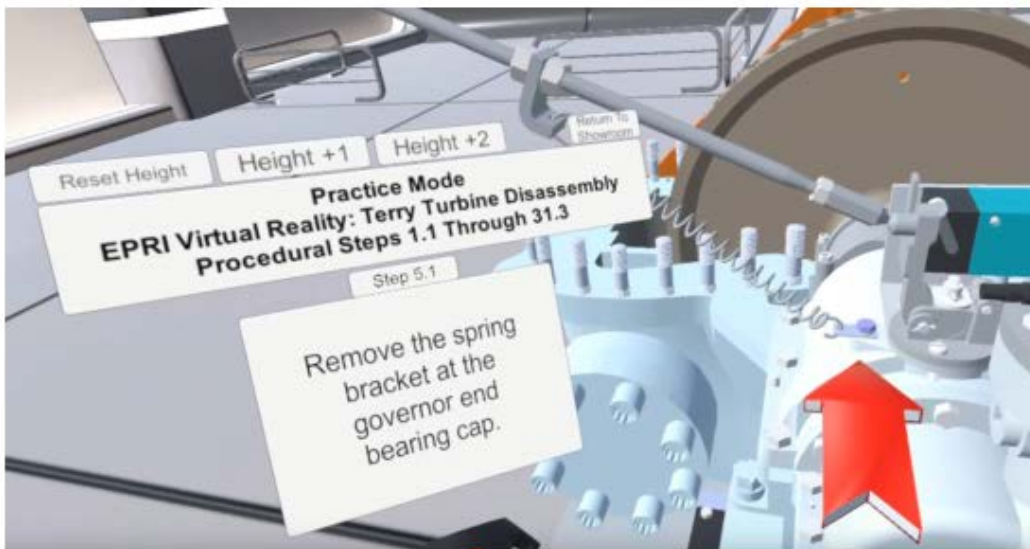 Reset Height
Height +1
Height +2
Return To
Showroom
Practice Mode
EPRI Virtual Reality: Terry Turbine Disassembly
Procedural Steps 1.1 Through 31.3
Step 5.1
Remove the spring
bracket at the
governor end
bearing cap.